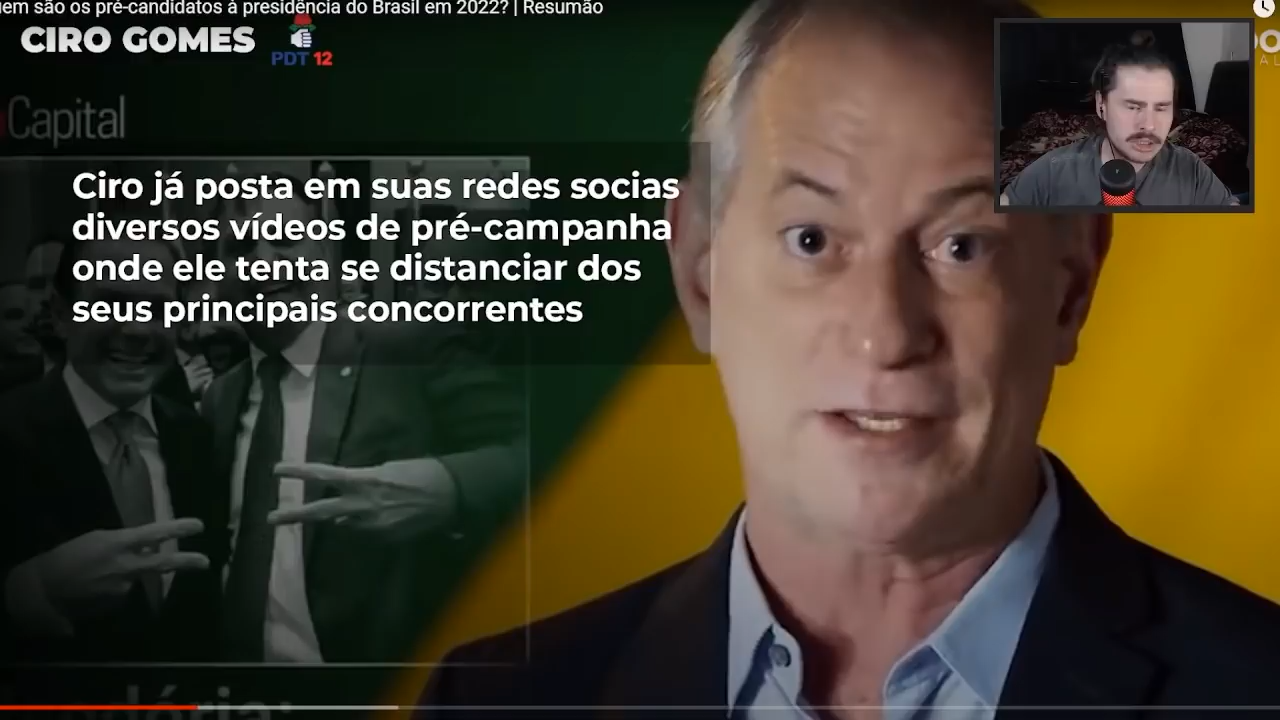 são os pré-candidatos à presidência do Brasil em 2022? | Resumão
CIRO GOMES
PDT 12
Capital
Ciro já posta em suas redes socias
diversos vídeos de pré-campanha
onde ele tenta se distanciar dos
seus principais concorrentes